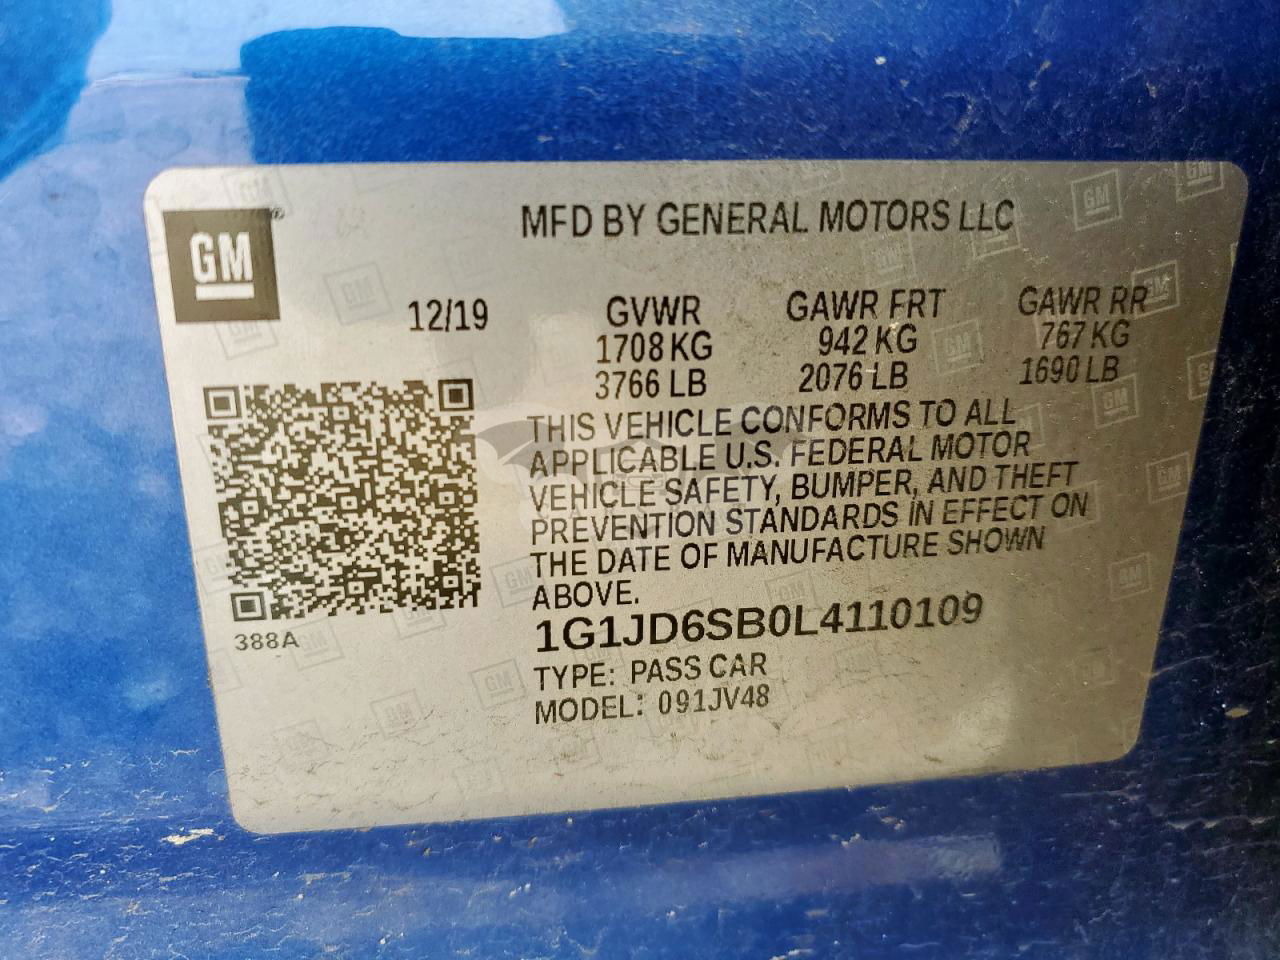 GM
MFD BY GENERAL MOTORS LLC
12/19
GVWR
1708 KG
3766 LB
GAWR FRT
942 KG
2076 LB
GAWR RR
767 KG
1690 LB
THIS VEHICLE CONFORMS TO ALL
APPLICABLE U.S. FEDERAL MOTOR
VEHICLE SAFETY, BUMPER, AND THEFT
PREVENTION STANDARDS IN EFFECT ON
THE DATE OF MANUFACTURE SHOWN
ABOVE.
388A
1G1JD6SB0L4110109
TYPE: PASS CAR
MODEL: 091JV48